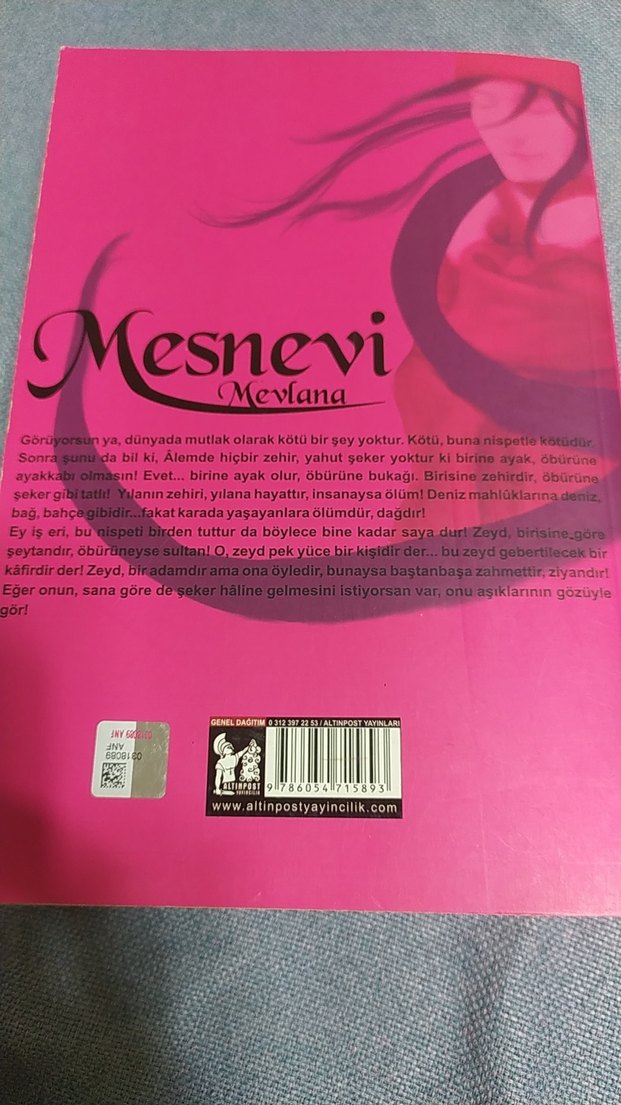 Mesnevi
Mevlana
Görüyorsun ya, dünyada mutlak olarak kötü bir şey yoktur. Kötü, buna nispetle kötüdür.
Sonra şunu da bil ki, Âlemde hiçbir zehir, yahut şeker yoktur ki birine ayak, öbürüne
ayakkabı olmasın! Evet... birine ayak olur, öbürüne bukağı. Birisine zehirdir, öbürüne
şeker gibi tatlı! Yılanın zehiri, yılana hayattır, insanaysa ölüm! Deniz mahlûklarına deniz,
bağ, bahçe gibidir...fakat karada yaşayanlara ölümdür, dağdır!
Ey iş eri, bu nispeti birden tuttur da böylece bine kadar saya dur! Zeyd, birisine göre
şeytandır, öbürüneyse sultan! O, zeyd pek yüce bir kişidir der... bu zeyd gebertilecek bir
kâfirdir der! Zeyd, bir adamdır ama ona öyledir, bunaysa baştanbaşa zahmettir, ziyandır!
Eğer onun, sana göre de şeker hâline gelmesini istiyorsan var, onu aşıklarının gözüyle
gör!
0318089 ANF
0318089
ANF
GENEL DAĞITIM 0 312 397 22 53 / ALTINPOST YAYINLARI
ALTINPOST
YAYINCILIK
9 786054 715893
www.altinpostyayincilik.com